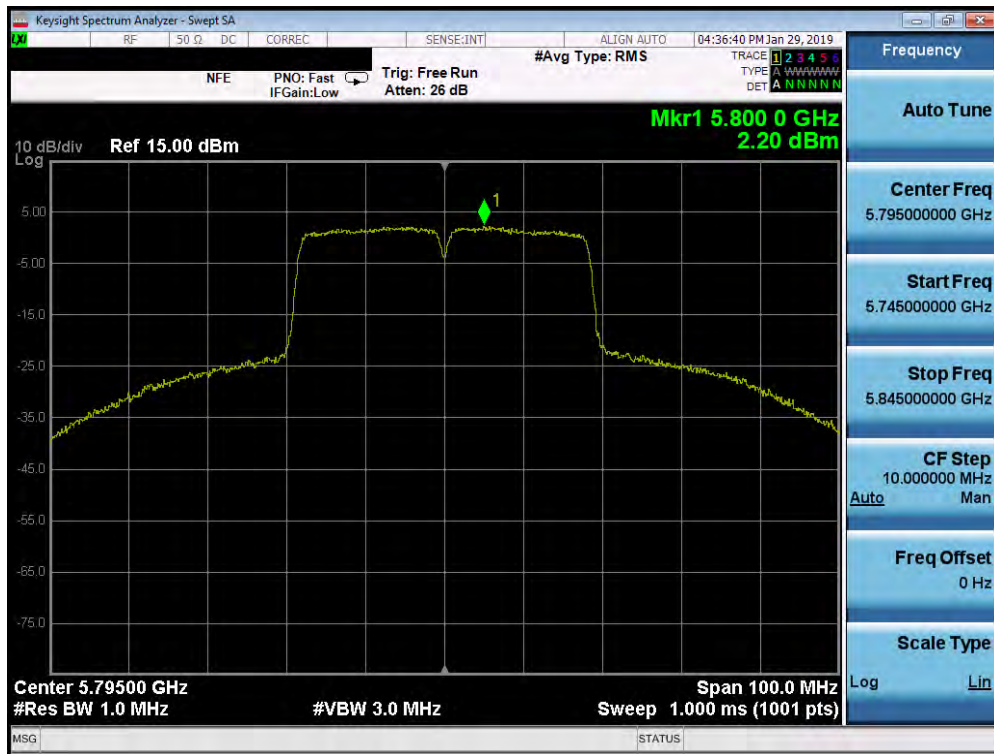 Keysight Spectrum Analyzer - Swept SA
LXI RF 50 Ω DC CORREC SENSE:INT ALIGN AUTO 04:36:40 PM Jan 29, 2019
NFE
PNO: Fast
IFGain:Low
Trig: Free Run
Atten: 26 dB
#Avg Type: RMS
TRACE 1 2 3 4 5 6
TYPE A WWWWW
DET A N N N N N
Mkr1 5.800 0 GHz
2.20 dBm
10 dB/div
Log
Ref 15.00 dBm
1
5.00
-5.00
-15.0
-25.0
-35.0
-45.0
-55.0
-65.0
-75.0
Center 5.79500 GHz
Span 100.0 MHz
#Res BW 1.0 MHz
#VBW 3.0 MHz
Sweep 1.000 ms (1001 pts)
MSG
STATUS
Frequency
Auto Tune
Center Freq
5.795000000 GHz
Start Freq
5.745000000 GHz
Stop Freq
5.845000000 GHz
CF Step
10.000000 MHz
Auto Man
Freq Offset
0 Hz
Scale Type
Log Lin